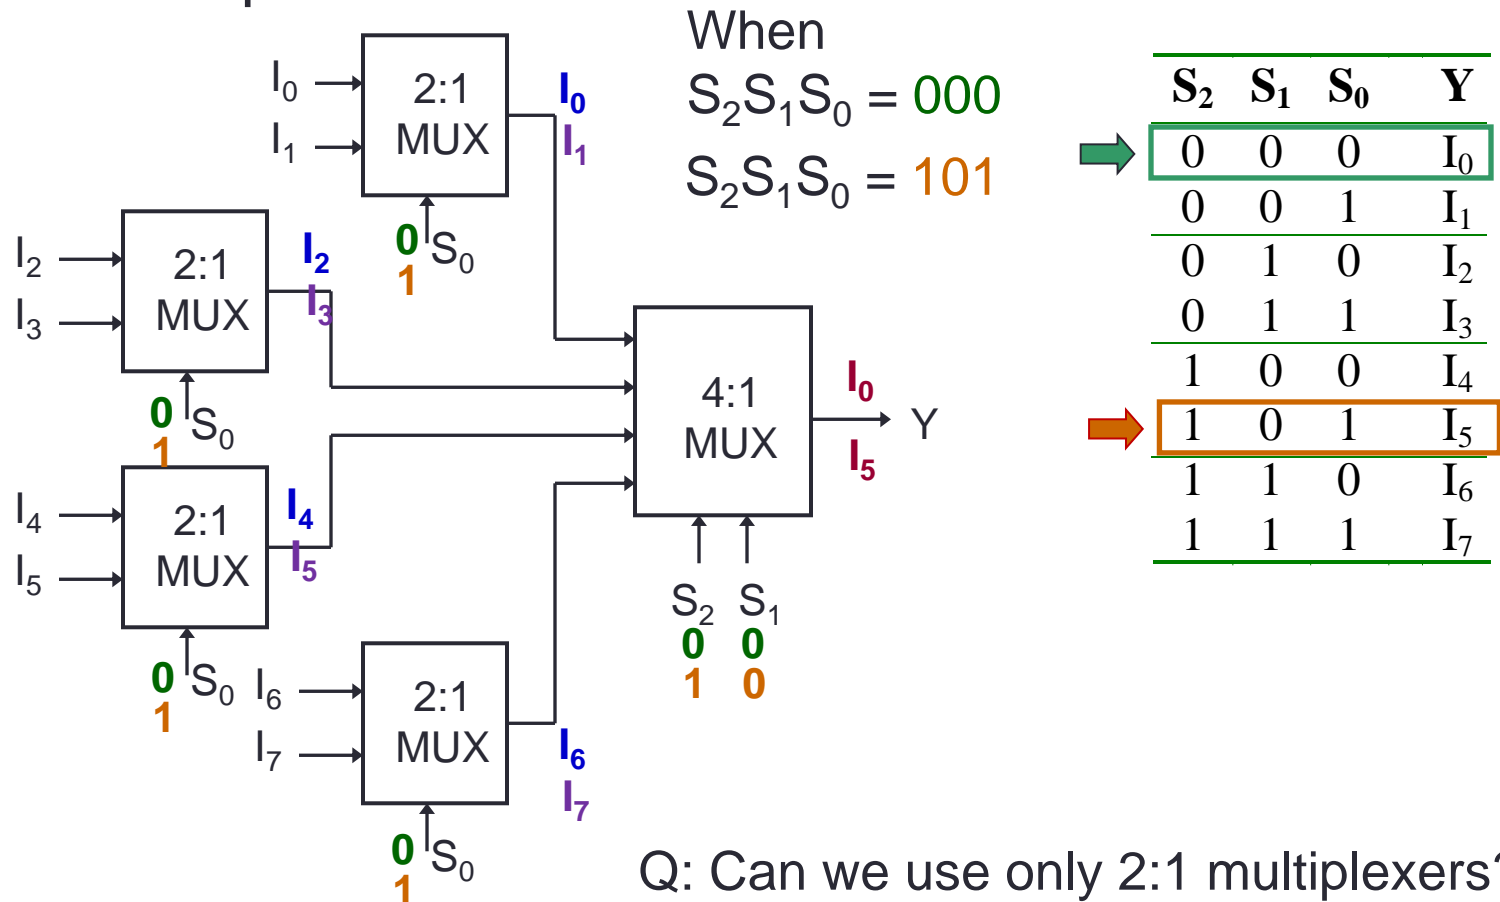 When
S₂S₁S₀ = 000
S₂S₁S₀ = 101
I₀
I₁
2:1
MUX
I₀
I₁
0
1
S₀
I₂
I₃
2:1
MUX
I₂
I₃
0
1
S₀
I₄
I₅
2:1
MUX
I₄
I₅
0
1
S₀
I₆
I₇
2:1
MUX
I₆
I₇
0
1
S₀
4:1
MUX
I₀
I₅
Y
S₂ S₁
0 0
1 0
S₂ S₁ S₀ Y
0 0 0 I₀
0 0 1 I₁
0 1 0 I₂
0 1 1 I₃
1 0 0 I₄
1 0 1 I₅
1 1 0 I₆
1 1 1 I₇
Q: Can we use only 2:1 multiplexers?